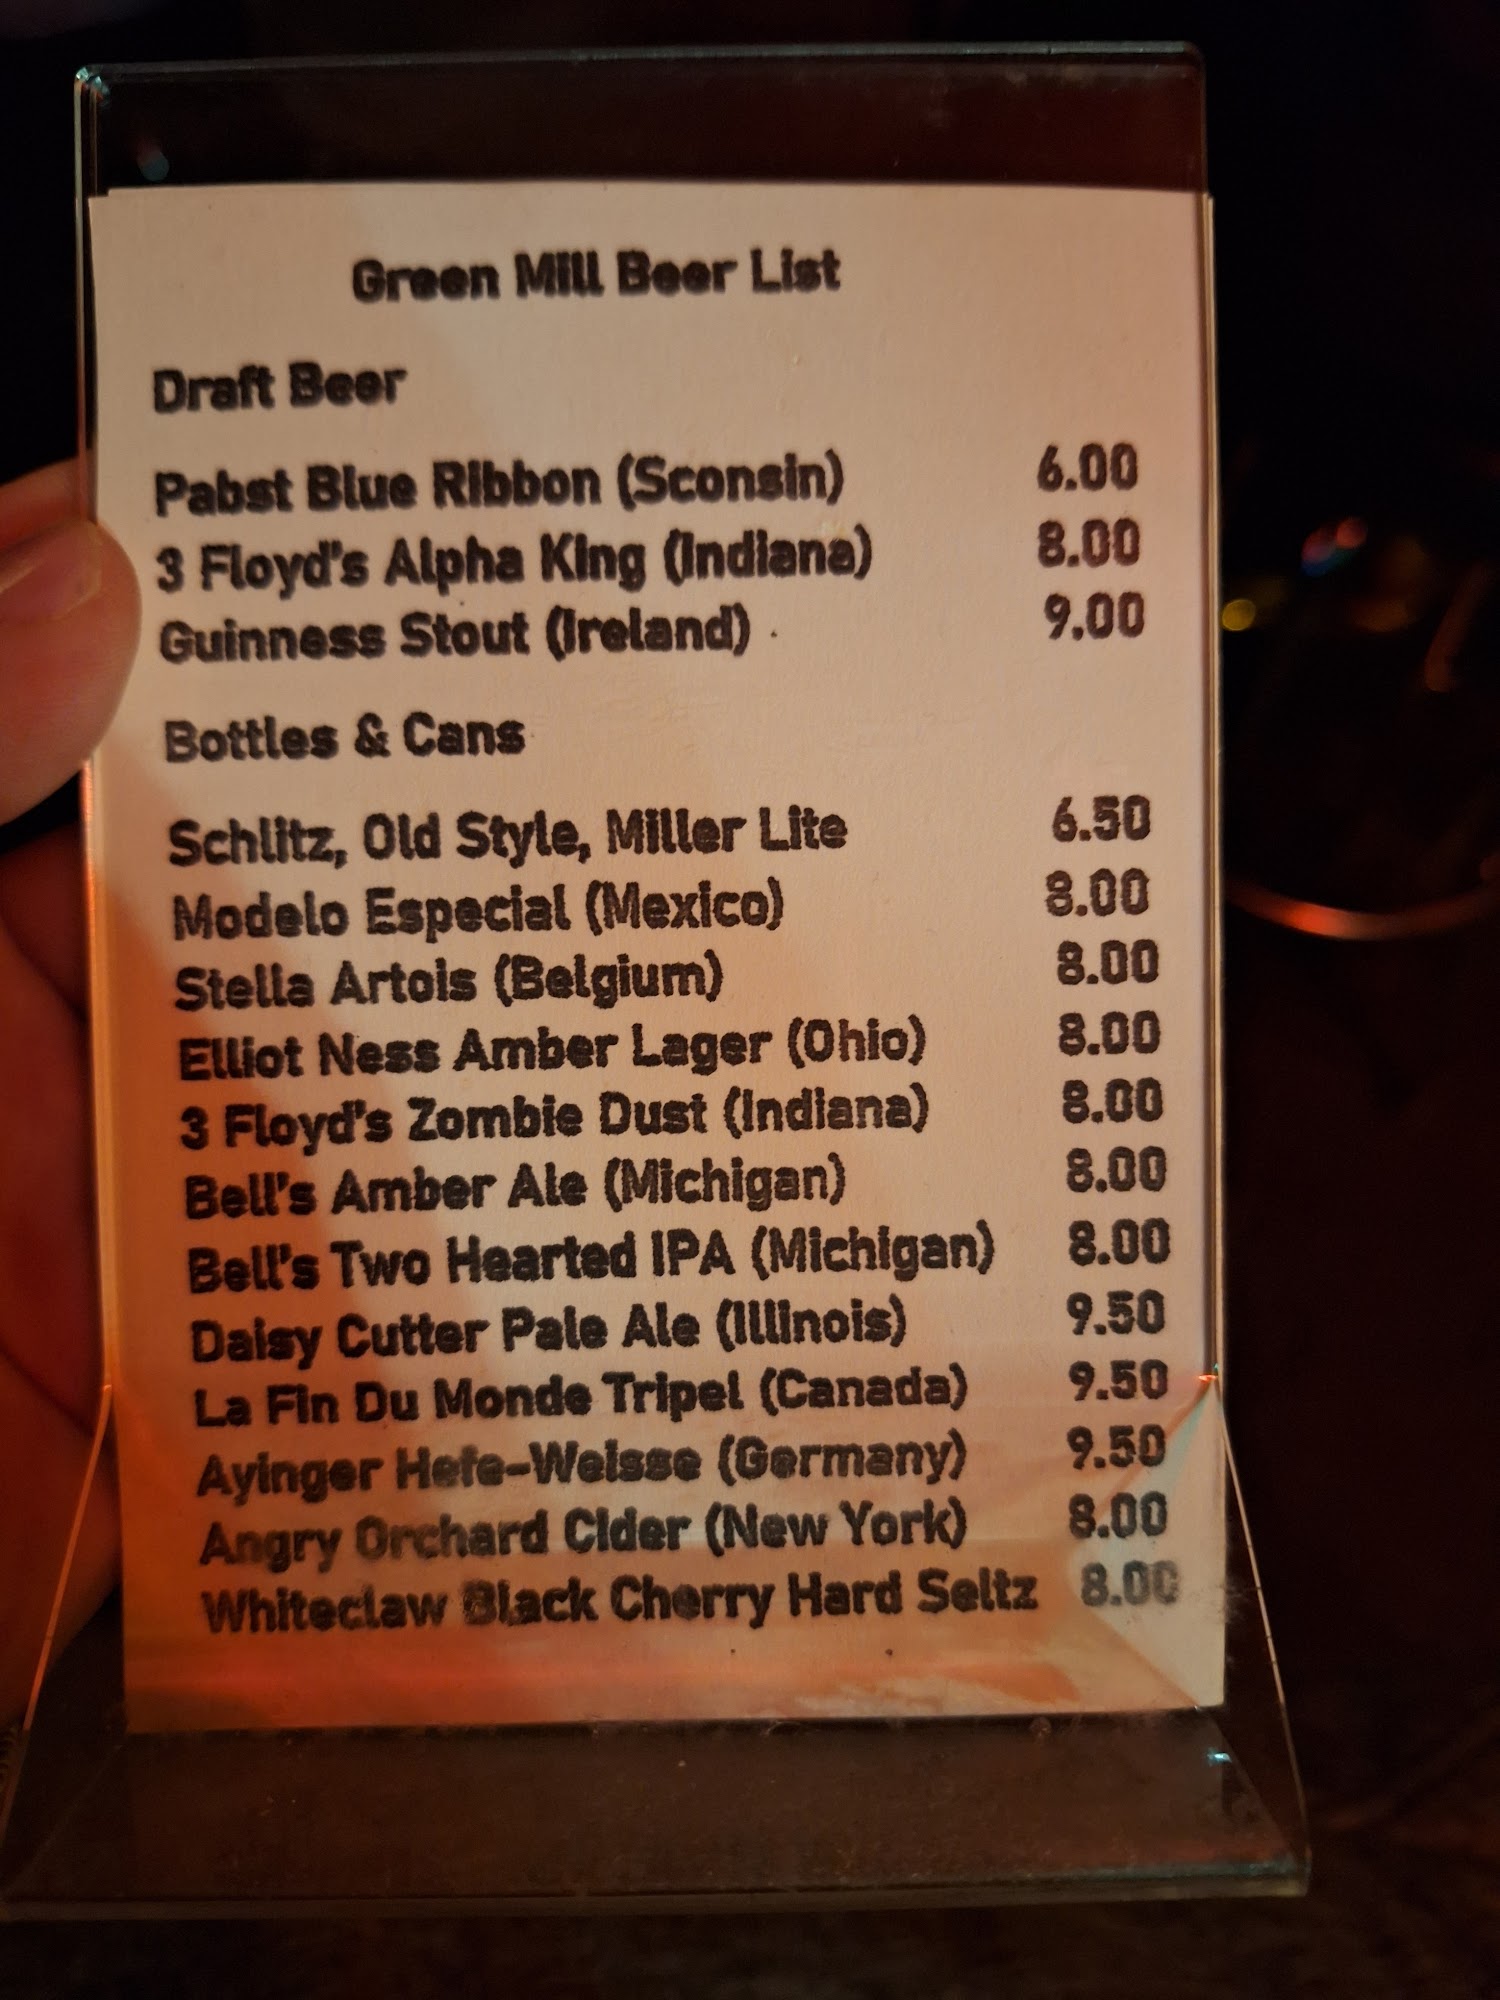 Green Mill Beer List
Draft Beer
Pabst Blue Ribbon (Sconsin) 6.00
3 Floyd's Alpha King (Indiana) 8.00
Guinness Stout (Ireland) 9.00
Bottles & Cans
Schlitz, Old Style, Miller Lite 6.50
Modelo Especial (Mexico) 8.00
Stella Artois (Belgium) 8.00
Elliot Ness Amber Lager (Ohio) 8.00
3 Floyd's Zombie Dust (Indiana) 8.00
Bell's Amber Ale (Michigan) 8.00
Bell's Two Hearted IPA (Michigan) 8.00
Daisy Cutter Pale Ale (Illinois) 9.50
La Fin Du Monde Tripel (Canada) 9.50
Ayinger Hefe-Weisse (Germany) 9.50
Angry Orchard Cider (New York) 8.00
Whiteclaw Black Cherry Hard Seltz 8.00